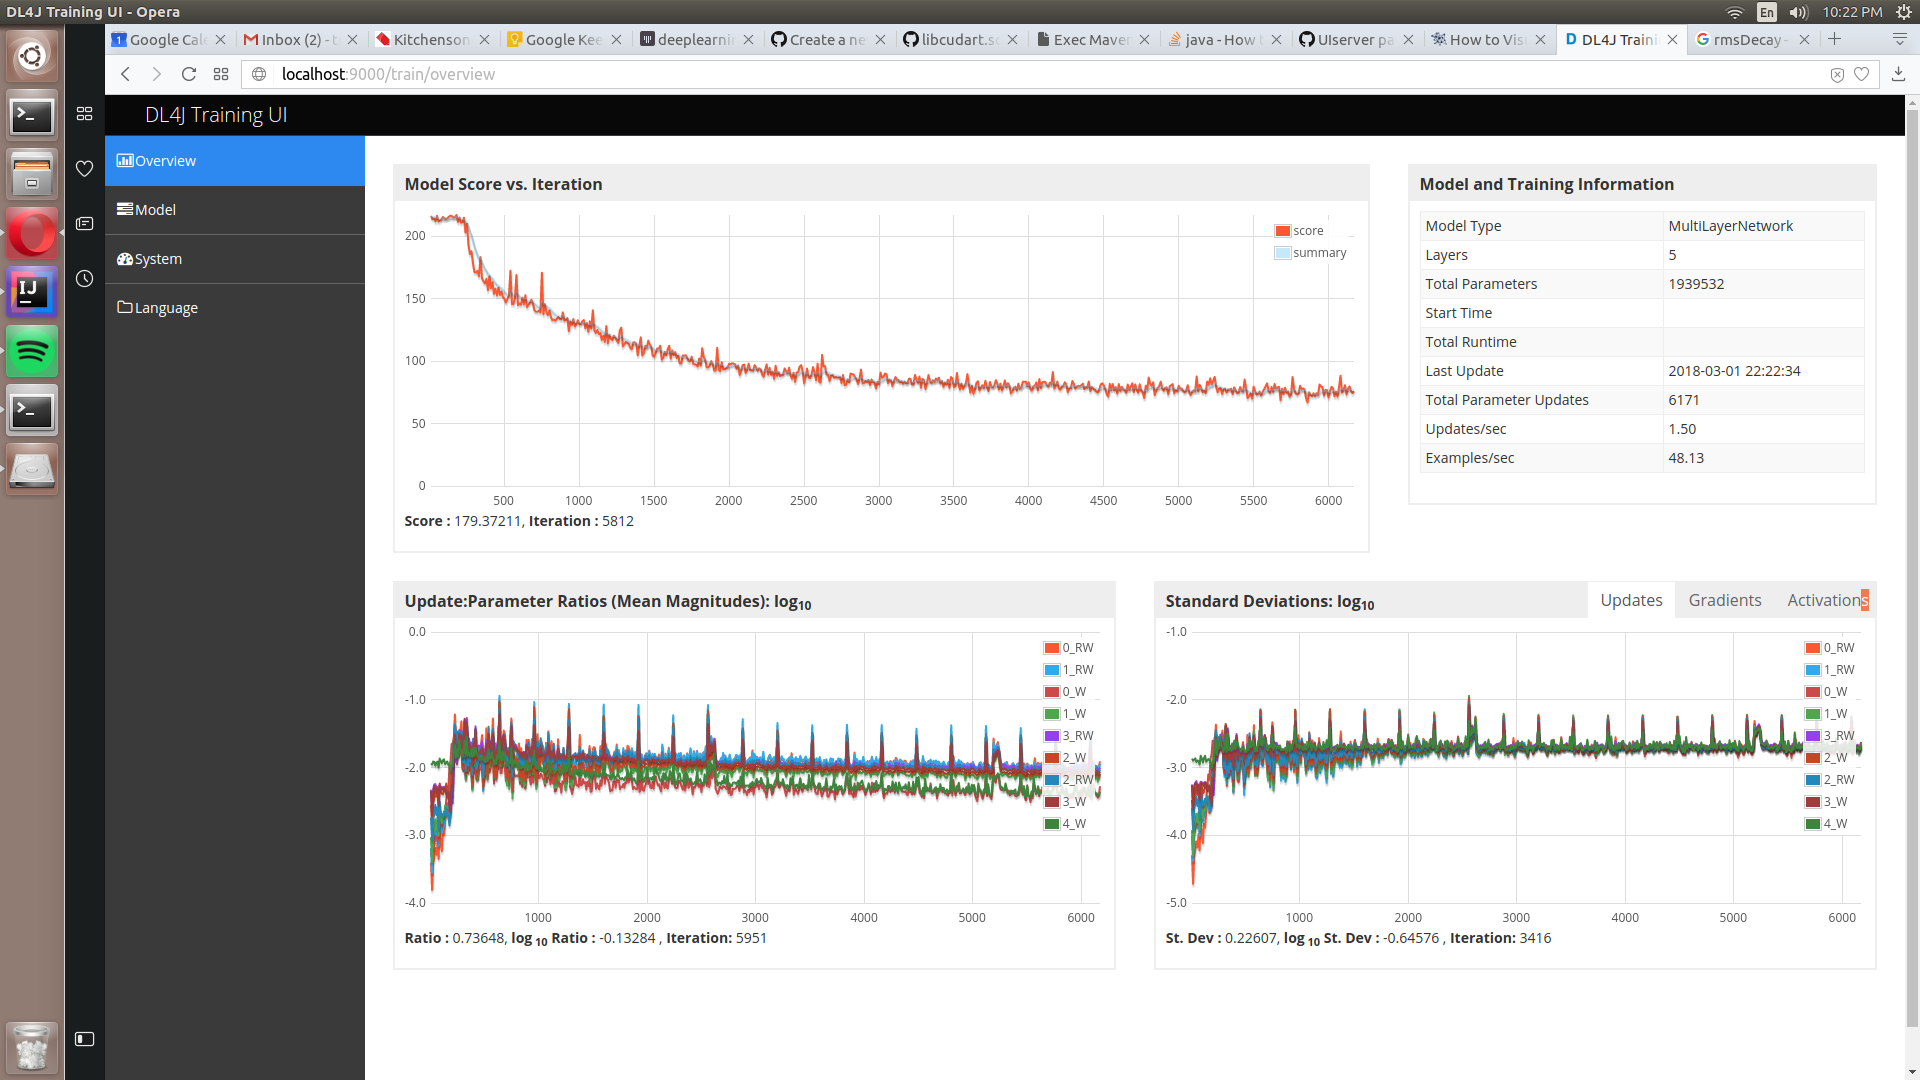 DL4J Training UI - Opera
En
10:22 PM
1 Google Cale
Inbox (2) - t
Kitchenson
Google Kee
deeplearnin
Create a ne
libcudart.so
Exec Maven
java - How t
UIserver pa
How to Visu
DL4J Traini
rmsDecay -
localhost:9000/train/overview
DL4J Training UI
Overview
Model
System
Language
Model Score vs. Iteration
score
summary
200
150
100
50
0
500 1000 1500 2000 2500 3000 3500 4000 4500 5000 5500 6000
Score : 179.37211, Iteration : 5812
Model and Training Information
Model Type MultiLayerNetwork
Layers 5
Total Parameters 1939532
Start Time
Total Runtime
Last Update 2018-03-01 22:22:34
Total Parameter Updates 6171
Updates/sec 1.50
Examples/sec 48.13
Update:Parameter Ratios (Mean Magnitudes): log10
0.0
-1.0
-2.0
-3.0
-4.0
0_RW
1_RW
0_W
1_W
3_RW
2_W
2_RW
3_W
4_W
1000 2000 3000 4000 5000 6000
Ratio : 0.73648, log 10 Ratio : -0.13284 , Iteration: 5951
Standard Deviations: log10
Updates Gradients Activations
-1.0
-2.0
-3.0
-4.0
-5.0
0_RW
1_RW
0_W
1_W
3_RW
2_W
2_RW
3_W
4_W
1000 2000 3000 4000 5000 6000
St. Dev : 0.22607, log 10 St. Dev : -0.64576 , Iteration: 3416